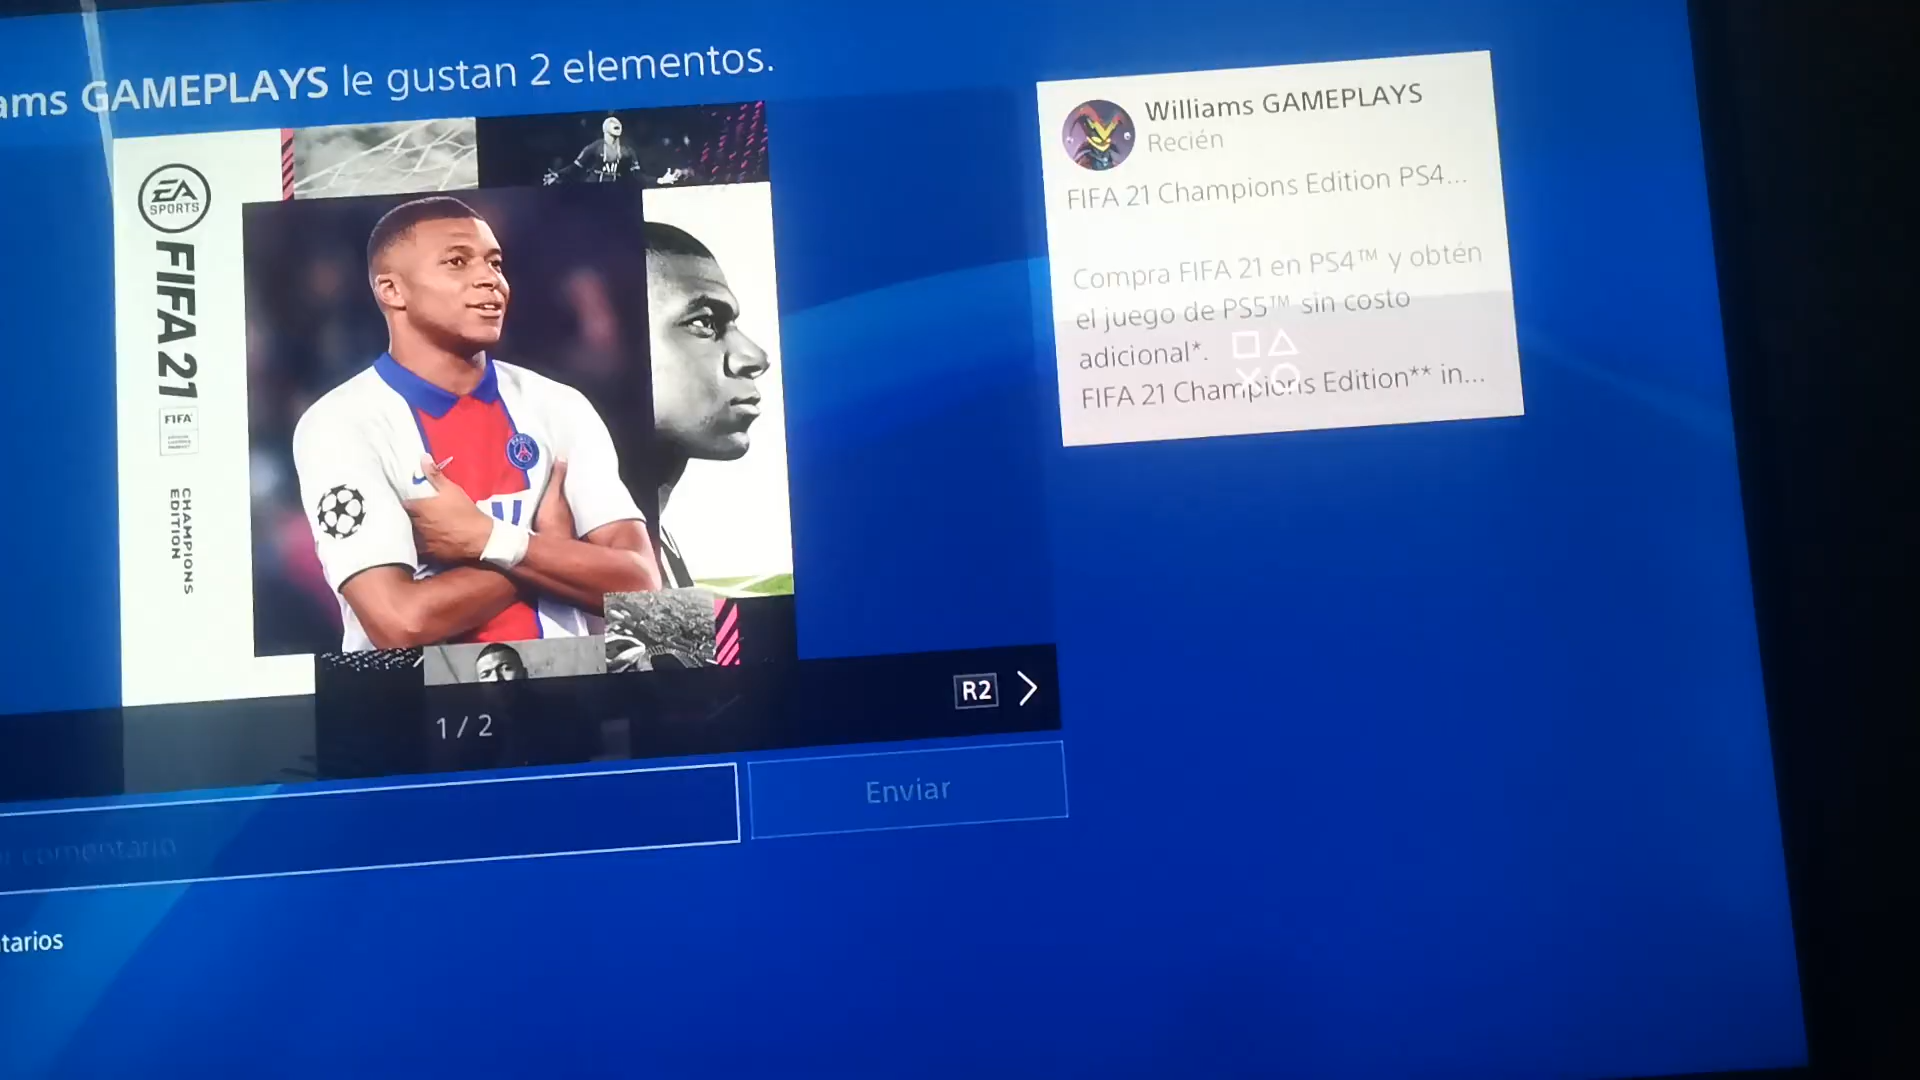 ams GAMEPLAYS le gustan 2 elementos.
EA
SPORTS
FIFA 21
FIFA
CHAMPIONS
EDITION
1 / 2
R2
Enviar
comentario
tarios
Williams GAMEPLAYS
Recién
FIFA 21 Champions Edition PS4...
Compra FIFA 21 en PS4™ y obtén
el juego de PS5™ sin costo
adicional*.
FIFA 21 Champions Edition** in...